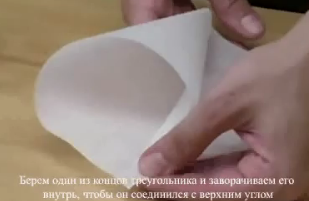 Берем один из концов треугольника и заворачиваем его
внутрь, чтобы он соединился с верхним углом